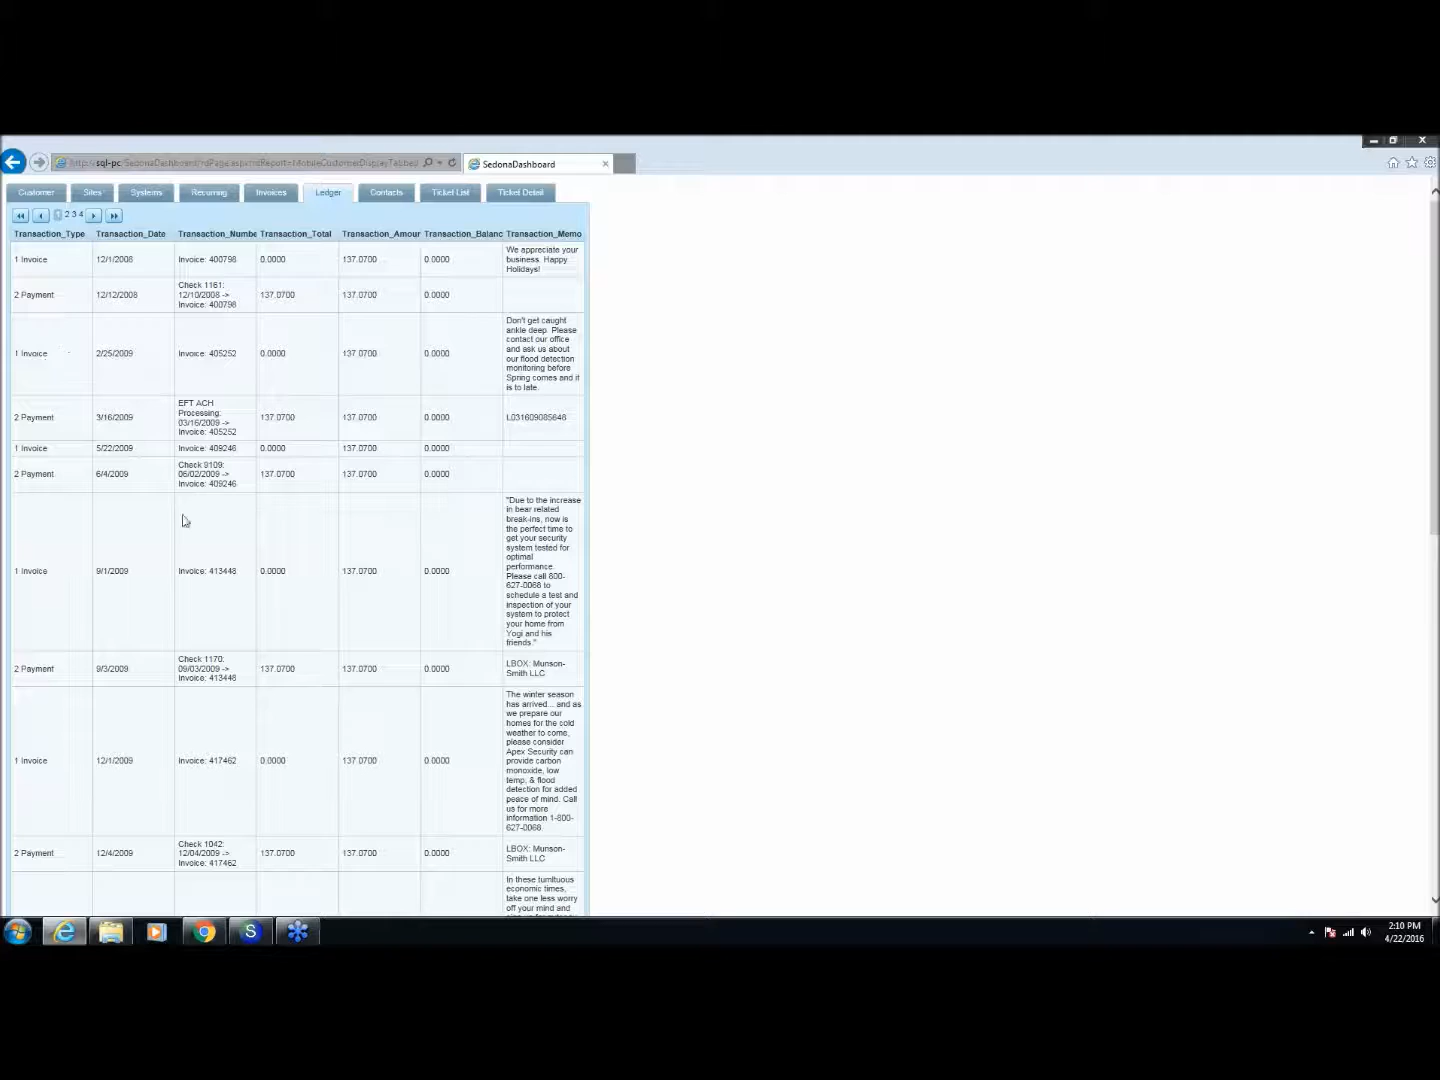 SedonaDashboard
Customer Sites Systems Recurring Invoices Ledger Contacts Ticket List Ticket Detail
1 2 3 4
Transaction_Type Transaction_Date Transaction_Numbe Transaction_Total Transaction_Amour Transaction_Balanc Transaction_Memo
We appreciate your
1 Invoice 12/1/2008 Invoice: 400798 0.0000 137.0700 0.0000 business. Happy
Holidays!
Check 1161:
2 Payment 12/12/2008 12/10/2008 -> 137.0700 137.0700 0.0000
Invoice: 400798
Don't get caught
ankle deep. Please
contact our office
1 Invoice 2/25/2009 Invoice: 405252 0.0000 137.0700 0.0000 and ask us about
our flood detection
monitoring before
Spring comes and it
is to late.
EFT ACH
Processing:
2 Payment 3/16/2009 03/16/2009 -> 137.0700 137.0700 0.0000 L031609085648
Invoice: 405252
1 Invoice 5/22/2009 Invoice: 409246 0.0000 137.0700 0.0000
Check 9109:
2 Payment 6/4/2009 06/02/2009 -> 137.0700 137.0700 0.0000
Invoice: 409246
"Due to the increase
in bear related
break-ins, now is
the perfect time to
get your security
system tested for
optimal
performance.
1 Invoice 9/1/2009 Invoice: 413448 0.0000 137.0700 0.0000 Please call 800-
627-0068 to
schedule a test and
inspection of your
system to protect
your home from
Yogi and his
friends."
Check 1170:
2 Payment 9/3/2009 09/03/2009 -> 137.0700 137.0700 0.0000 LBOX: Munson-
Invoice: 413448 Smith LLC
The winter season
has arrived... and as
we prepare our
homes for the cold
weather to come,
please consider
Apex Security can
1 Invoice 12/1/2009 Invoice: 417462 0.0000 137.0700 0.0000 provide carbon
monoxide, low
temp, & flood
detection for added
peace of mind. Call
us for more
information 1-800-
627-0068.
Check 1042:
2 Payment 12/4/2009 12/04/2009 -> 137.0700 137.0700 0.0000 LBOX: Munson-
Invoice: 417462 Smith LLC
In these tumltuous
economic times,
take one less worry
off your mind and
2:10 PM
4/22/2016